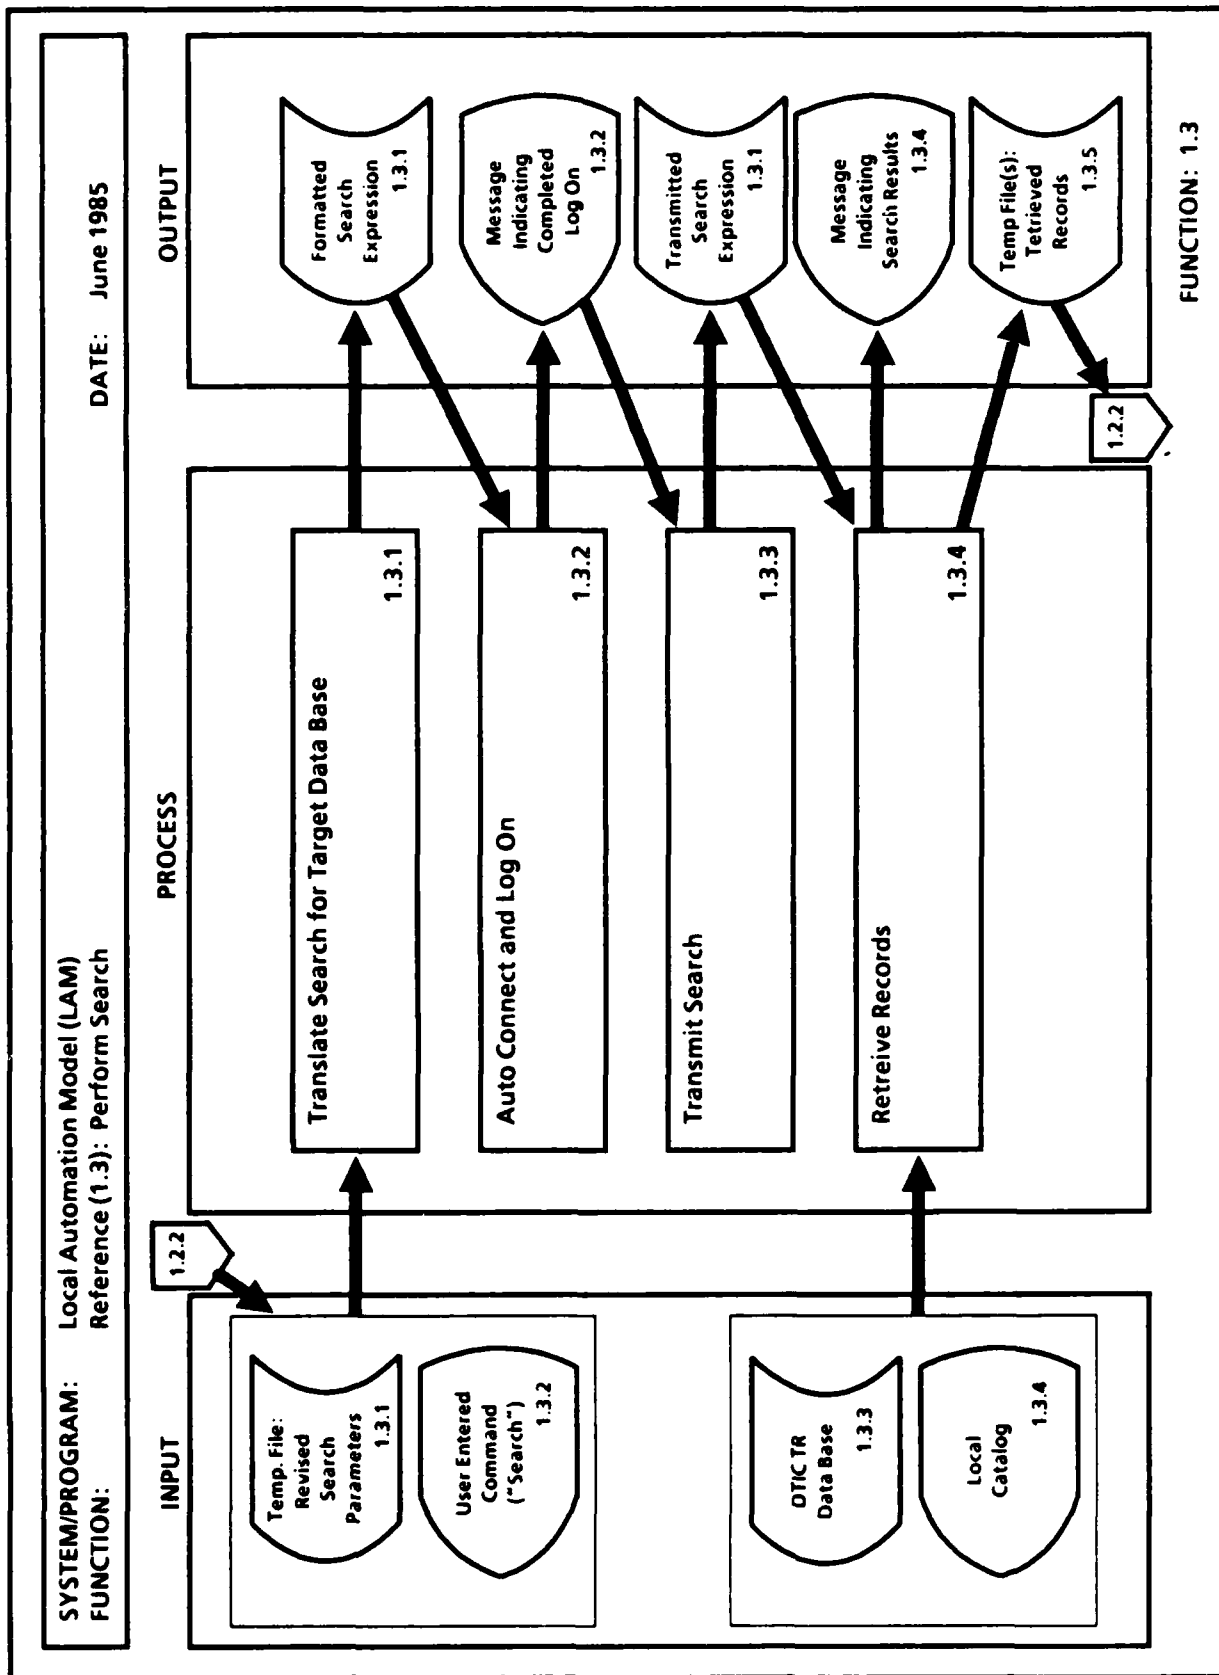 SYSTEM/PROGRAM: Local Automation Model (LAM) DATE: June 1985
FUNCTION: Reference (1.3): Perform Search
INPUT
PROCESS
OUTPUT
1.2.2
Temp. File:
Revised
Search
Parameters
1.3.1
User Entered
Command
("Search")
1.3.2
DTIC TR
Data Base
1.3.3
Local
Catalog
1.3.4
Translate Search for Target Data Base
1.3.1
Auto Connect and Log On
1.3.2
Transmit Search
1.3.3
Retreive Records
1.3.4
Formatted
Search
Expression
1.3.1
Message
Indicating
Completed
Log On
1.3.2
Transmitted
Search
Expression
1.3.1
Message
Indicating
Search Results
1.3.4
Temp File(s):
Tetrieved
Records
1.3.5
1.2.2
FUNCTION: 1.3